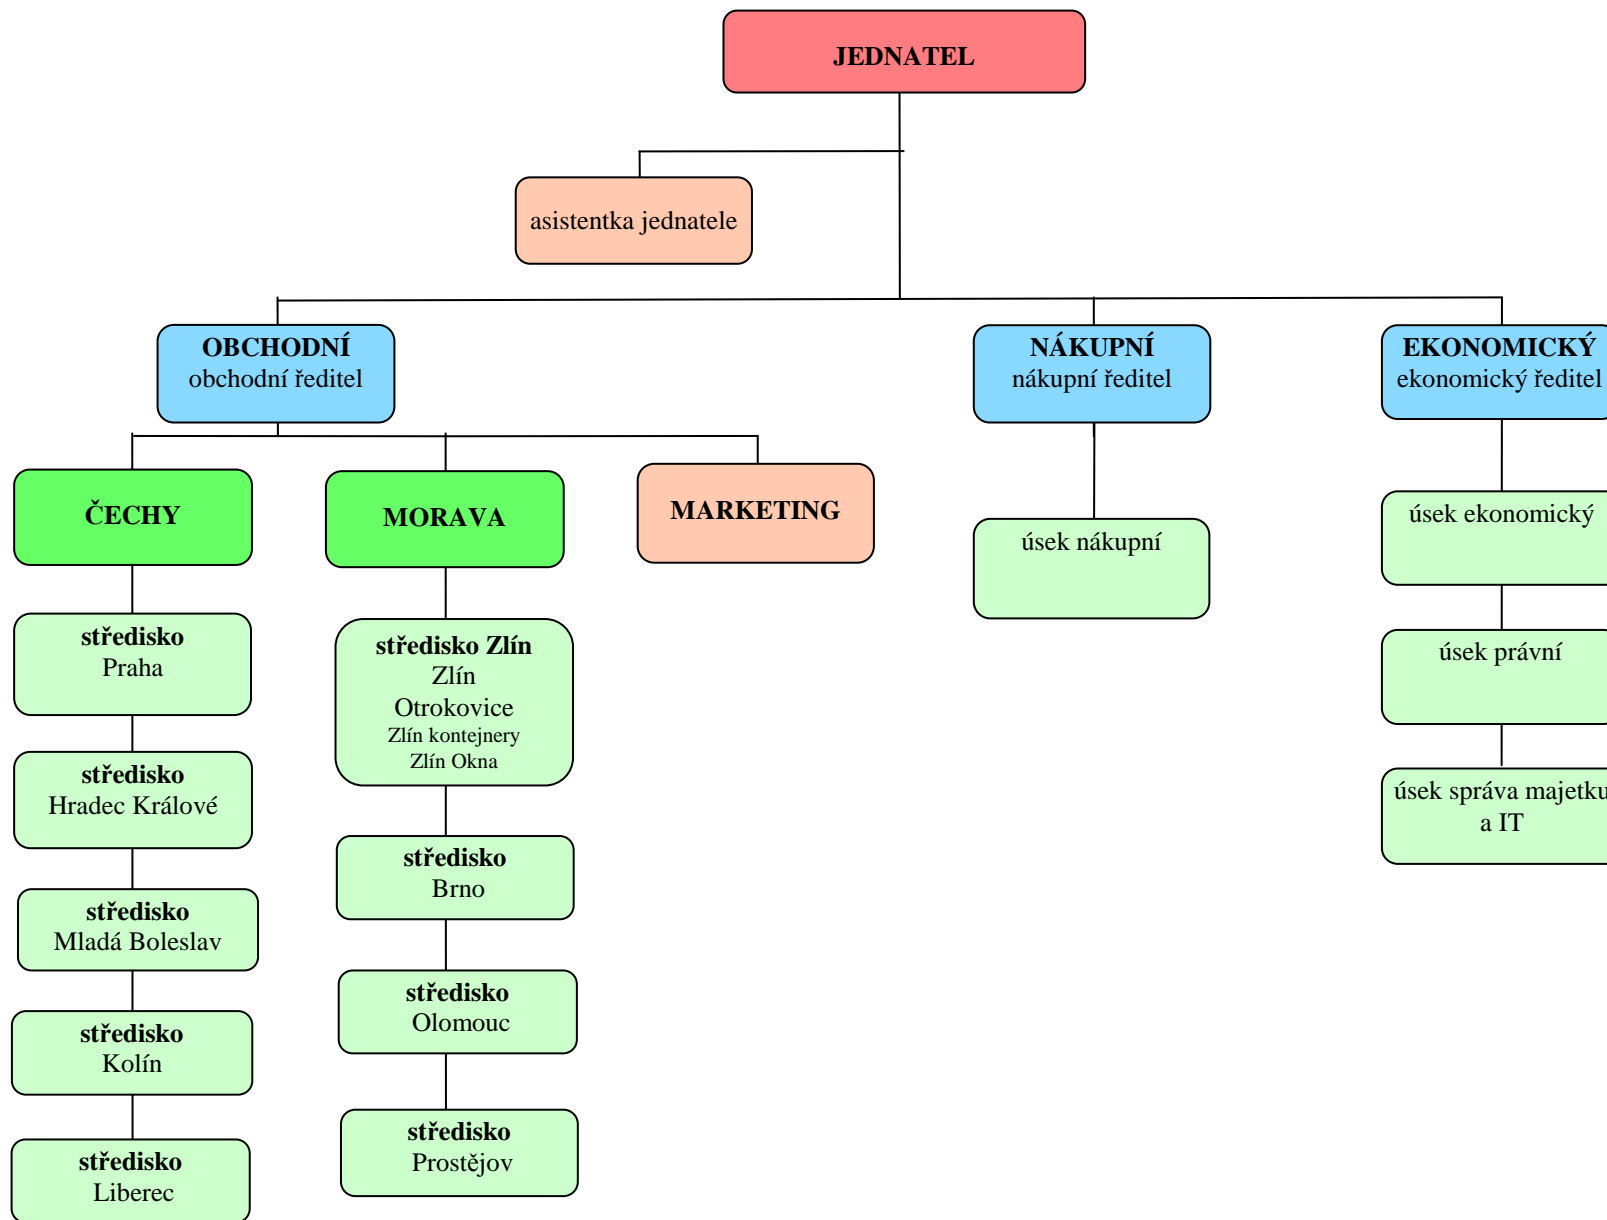 JEDNATEL
asistentka jednatele
OBCHODNÍ
obchodní ředitel
NÁKUPNÍ
nákupní ředitel
EKONOMICKÝ
ekonomický ředitel
ČECHY
MORAVA
MARKETING
středisko
Praha
středisko
Hradec Králové
středisko
Mladá Boleslav
středisko
Kolín
středisko
Liberec
středisko Zlín
Zlín
Otrokovice
Zlín kontejnery
Zlín Okna
středisko
Brno
středisko
Olomouc
středisko
Prostějov
úsek nákupní
úsek ekonomický
úsek právní
úsek správa majetku
a IT